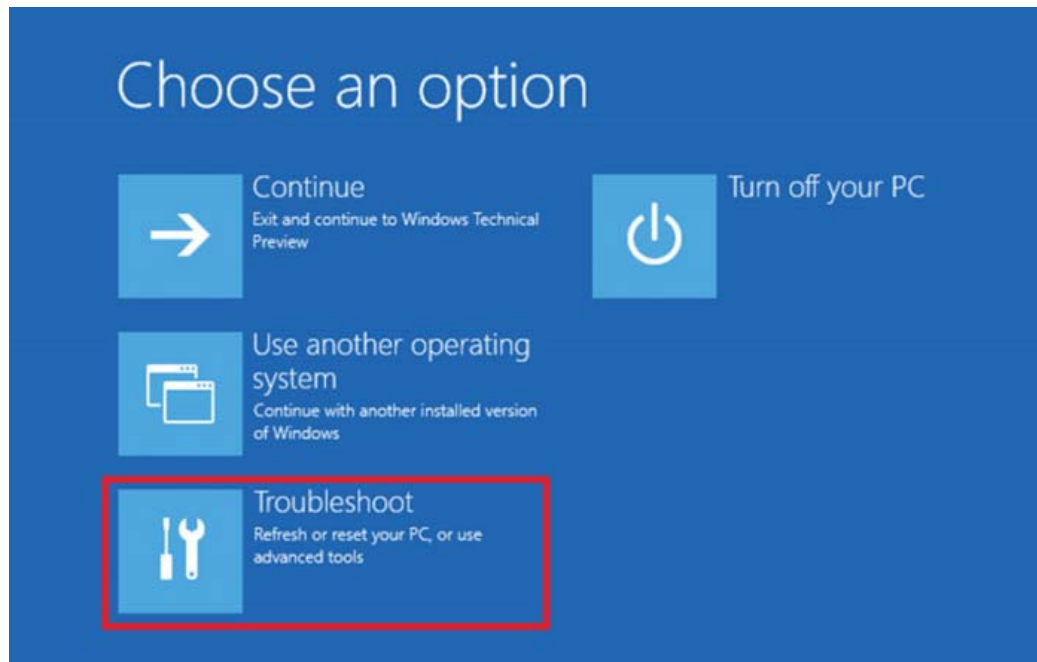 Choose an option
Continue
Exit and continue to Windows Technical
Preview
Turn off your PC
Use another operating
system
Continue with another installed version
of Windows
Troubleshoot
Refresh or reset your PC, or use
advanced tools